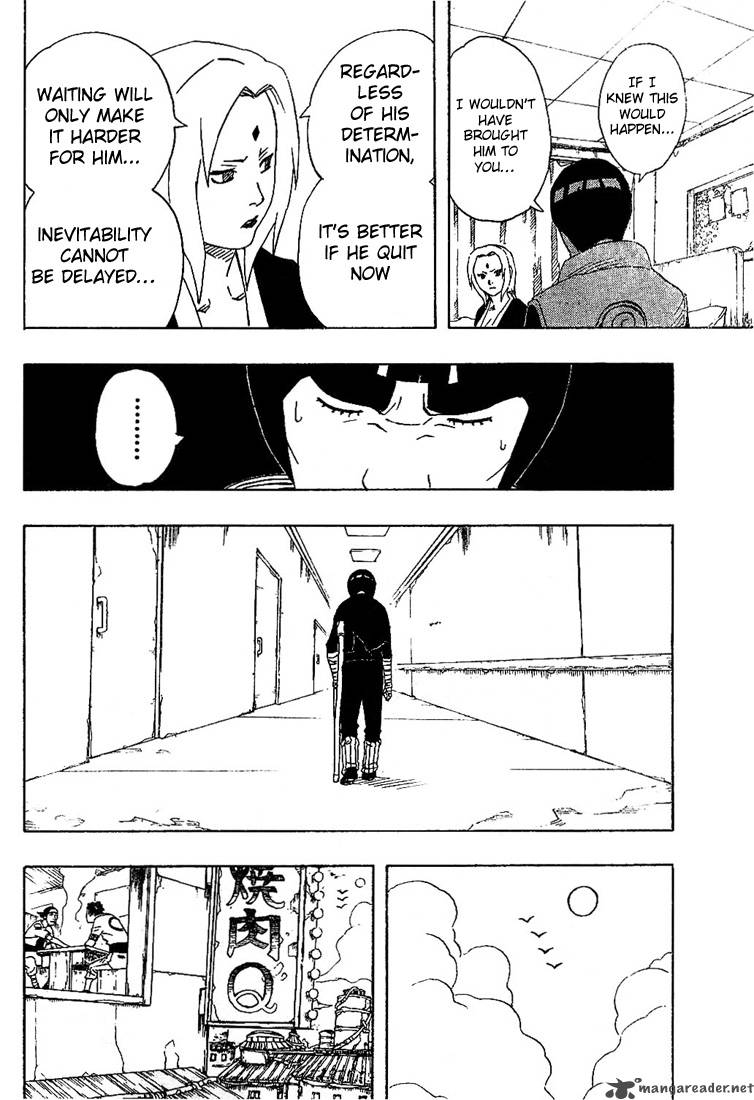 IF I
KNEW THIS
WOULD
HAPPEN...
I WOULDN'T
HAVE
BROUGHT
HIM TO
YOU...
REGARD-
LESS
OF HIS
DETERM-
INATION,
IT'S BETTER
IF HE QUIT
NOW
WAITING WILL
ONLY MAKE
IT HARDER
FOR HIM...
INEVITABILITY
CANNOT
BE DELAYED...
.........
焼
肉
Q
mangareader.net